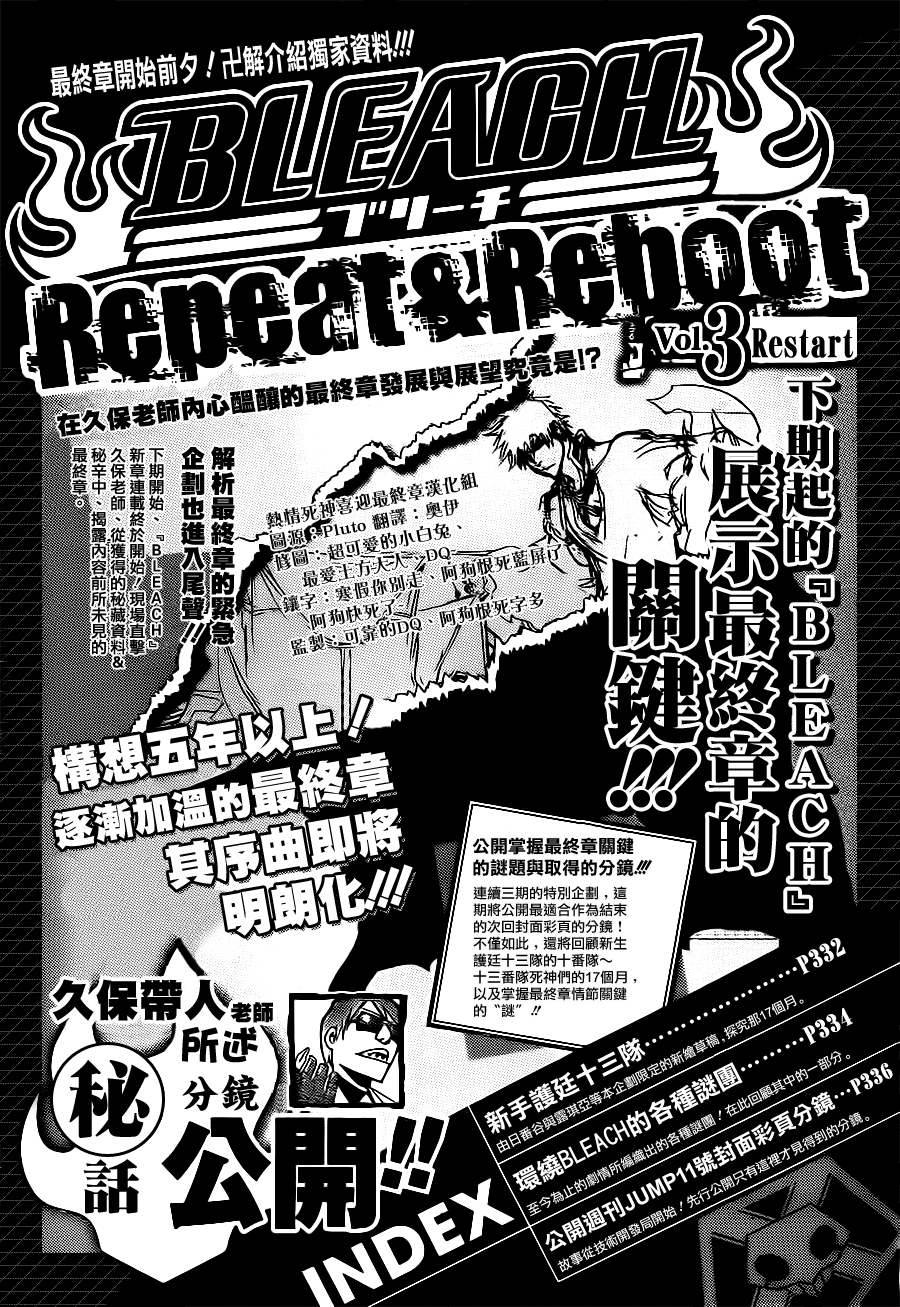 最終章開始前夕！卍解介紹獨家資料!!!
BLEACH
ブリーチ
Repeat&Reboot
Vol.3 Restart
在久保老師內心醞釀的最終章發展與展望究竟是!?
下期起的『BLEACH』
展示最終章的
關鍵!!!
解析最終章的緊急
企劃也進入尾聲!!
下期開始、『BLEACH』
新章連載終於開始！現場直擊
久保老師、從獲得的秘藏資料&
秘辛中、揭露內容前所未見的
最終章。
熱情死神喜迎最終章漢化組
圖源：Pluto 翻譯：奧伊
修圖：超可愛的小白兔、
最愛土方大人、DQ
鑲字：寒假你別走、阿狗恨死藍屏了
阿狗快死了
監製：可靠的DQ、阿狗恨死字多
構想五年以上！
逐漸加溫的最終章
其序曲即將
明朗化!!!
公開掌握最終章關鍵
的謎題與取得的分鏡!!!
連續三期的特別企劃，這
期將公開最適合作為結束
的次回封面彩頁的分鏡！
不僅如此，還將回顧新生
護廷十三隊的十番隊～
十三番隊死神們的17個月，
以及掌握最終章情節關鍵
的〝謎〞!!
久保帶人老師
所述
秘話
分鏡
公開!!
INDEX
新手護廷十三隊…………………P332
由日番谷與露琪亞等本企劃限定的新繪草稿，探究那17個月。
環繞BLEACH的各種謎團………P334
至今為止的劇情所編織出的各種謎團！在此回顧其中的一部分。
公開週刊JUMP11號封面彩頁分鏡…P336
故事從技術開發局開始！先行公開只有這裡才見得到的分鏡。